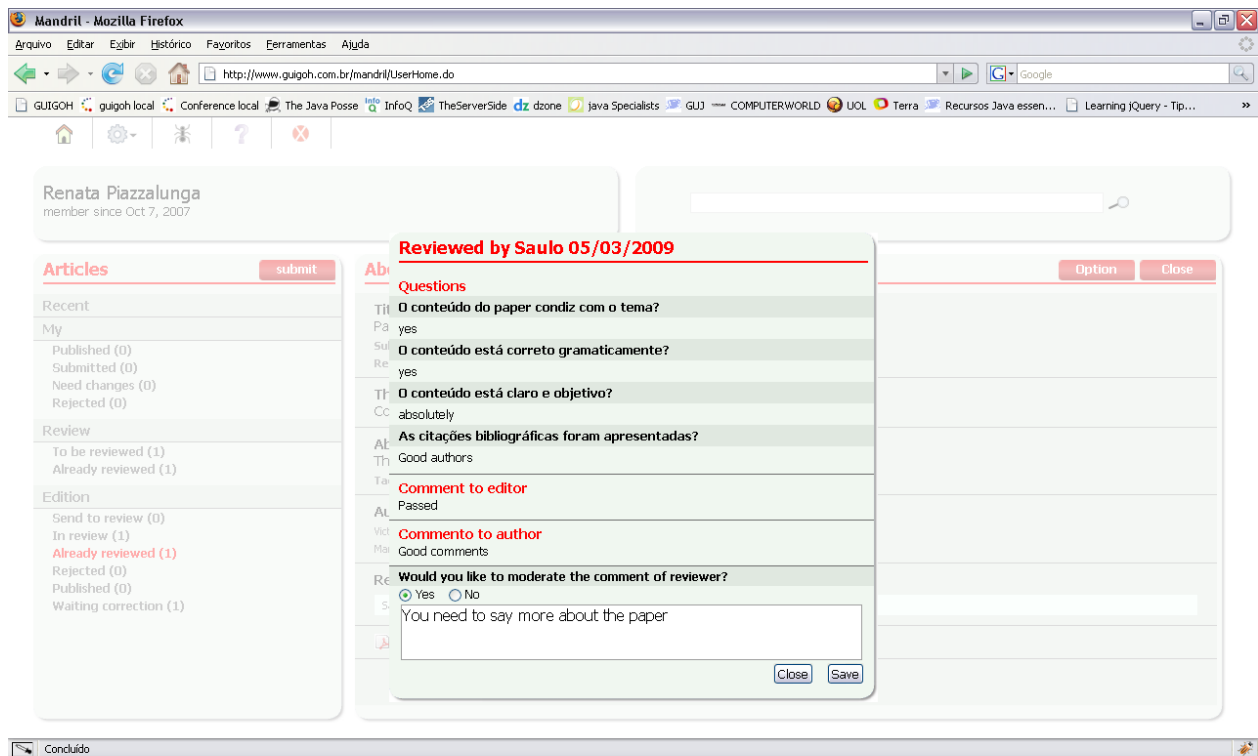 Mandril - Mozilla Firefox
Arquivo Editar Exibir Histórico Favoritos Ferramentas Ajuda
http://www.guigoh.com.br/mandril/UserHome.do
G Google
GUIGOH guigoh local Conference local The Java Posse InfoQ TheServerSide dz dzone java Specialists GUJ COMPUTERWORLD UOL Terra Recursos Java essen... Learning jQuery - Tip... »
Renata Piazzalunga
member since Oct 7, 2007
Articles
submit
Recent
My
Published (0)
Submitted (0)
Need changes (0)
Rejected (0)
Review
To be reviewed (1)
Already reviewed (1)
Edition
Send to review (0)
In review (1)
Already reviewed (1)
Rejected (0)
Published (0)
Waiting correction (1)
Option
Close
Reviewed by Saulo 05/03/2009
Questions
O conteúdo do paper condiz com o tema?
yes
O conteúdo está correto gramaticamente?
yes
O conteúdo está claro e objetivo?
absolutely
As citações bibliográficas foram apresentadas?
Good authors
Comment to editor
Passed
Commento to author
Good comments
Would you like to moderate the comment of reviewer?
Yes No
You need to say more about the paper
Close Save
Concluído